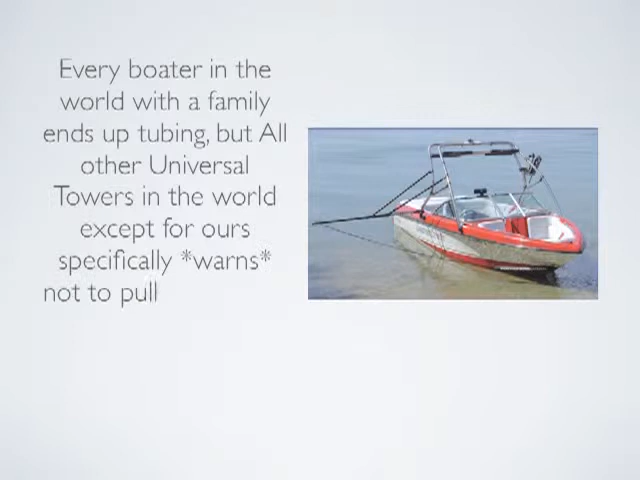 Every boater in the
world with a family
ends up tubing, but All
other Universal
Towers in the world
except for ours
specifically *warns*
not to pull